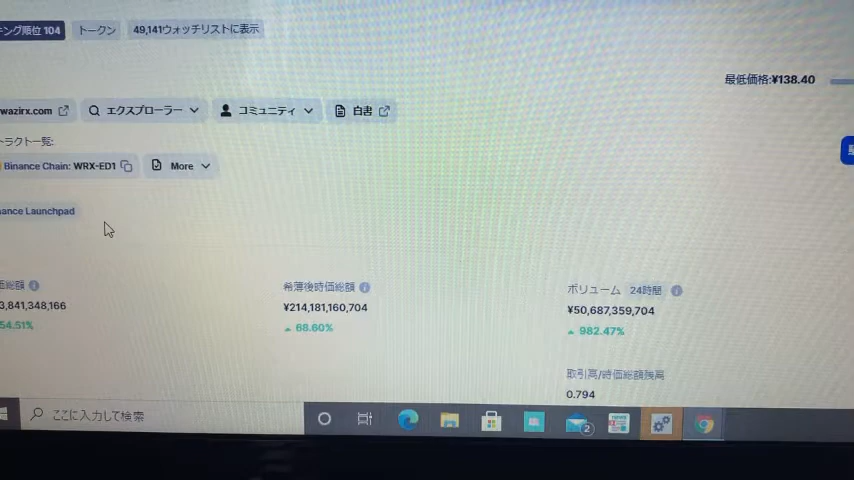 ング順位 104 トークン 49,141ウォッチリストに表示
最低価格:¥138.40
wazirx.com エクスプローラー コミュニティ 白書
トラクト一覧:
Binance Chain: WRX-ED1 More
ance Launchpad
価総額 希薄後時価総額 ボリューム 24時間
3,841,348,166 ¥214,181,160,704 ¥50,687,359,704
54.51% 68.60% 982.47%
取引高/時価総額残高
0.794
ここに入力して検索
2